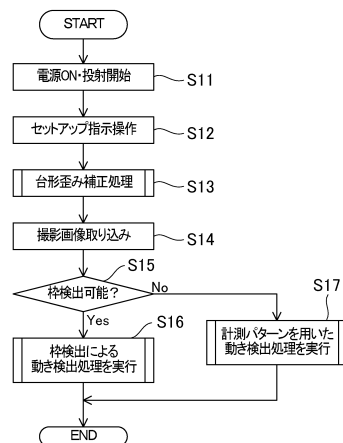 START
電源ON・投射開始
S11
セットアップ指示操作
S12
台形歪み補正処理
S13
撮影画像取り込み
S14
S15
枠検出可能？
No
Yes
S16
枠検出による
動き検出処理を実行
S17
計測パターンを用いた
動き検出処理を実行
END